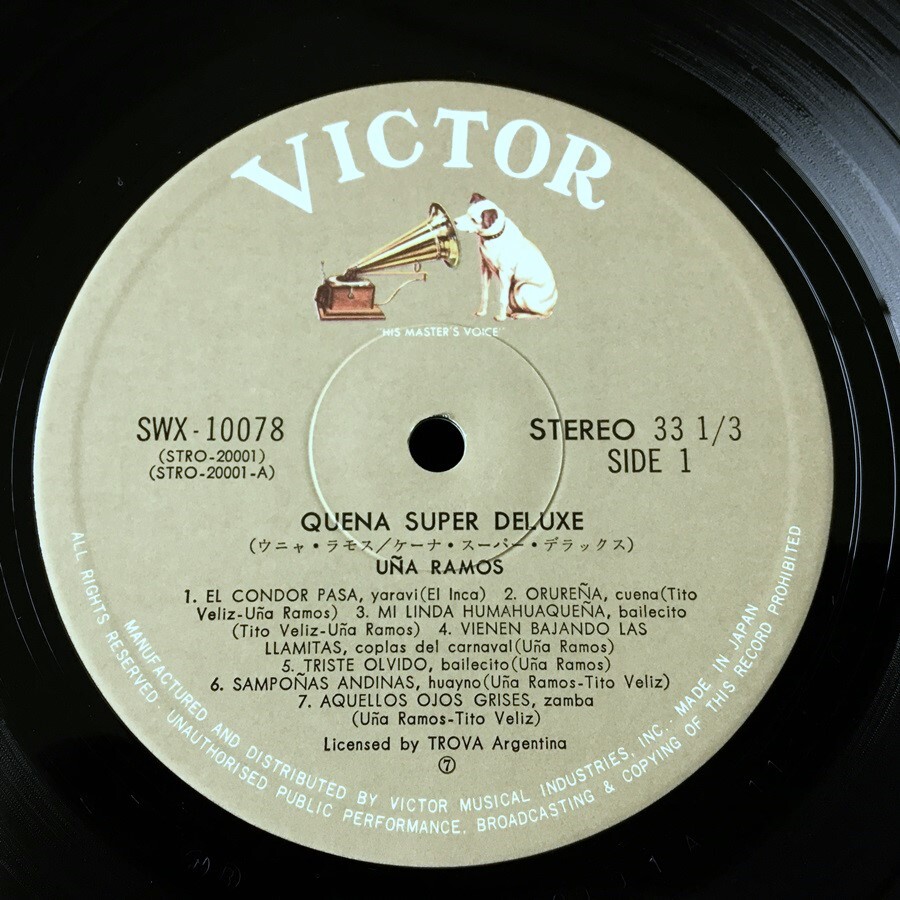 VICTOR
"HIS MASTER'S VOICE"
SWX-10078
(STRO-20001)
(STRO-20001-A)
STEREO 33 1/3
SIDE 1
QUENA SUPER DELUXE
(ウニャ・ラモス/ケーナ・スーパー・デラックス)
UÑA RAMOS
1. EL CONDOR PASA, yaravi(El Inca) 2. ORUREÑA, cuena(Tito
Veliz-Uña Ramos) 3. MI LINDA HUMAHUAQUEÑA, bailecito
(Tito Veliz-Uña Ramos) 4. VIENEN BAJANDO LAS
LLAMITAS, coplas del carnaval(Uña Ramos)
5. TRISTE OLVIDO, bailecito(Uña Ramos)
6. SAMPOÑAS ANDINAS, huayno(Uña Ramos-Tito Veliz)
7. AQUELLOS OJOS GRISES, zamba
(Uña Ramos-Tito Veliz)
Licensed by TROVA Argentina
⑦
MANUFACTURED AND DISTRIBUTED BY VICTOR MUSICAL INDUSTRIES, INC. MADE IN JAPAN
ALL RIGHTS RESERVED. UNAUTHORISED PUBLIC PERFORMANCE, BROADCASTING & COPYING OF THIS RECORD PROHIBITED